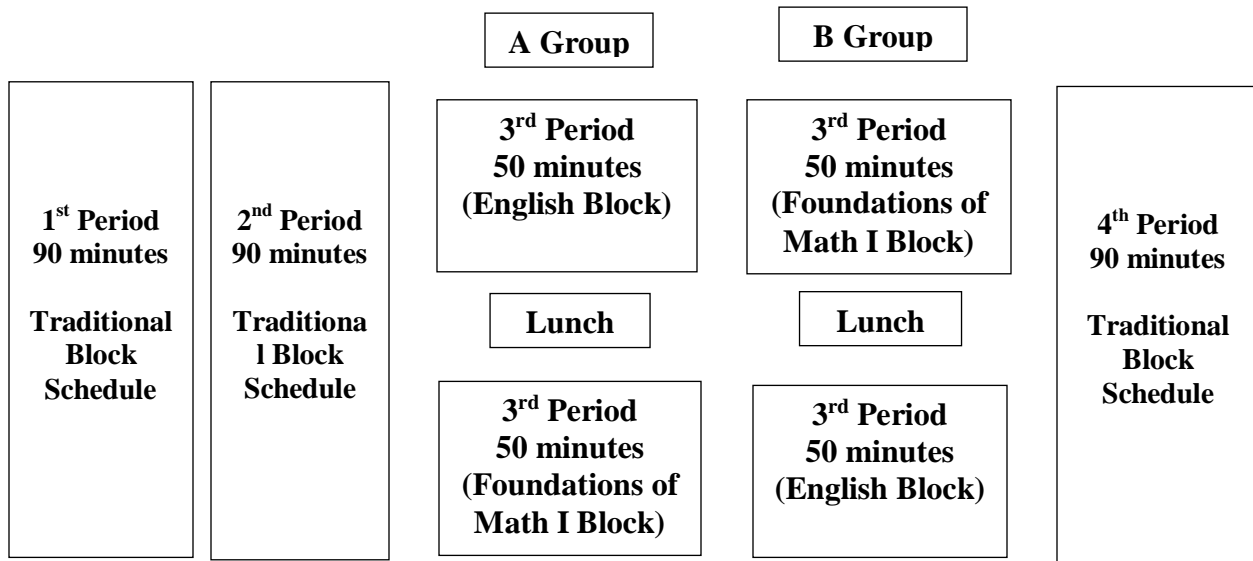 1st Period
90 minutes
Traditional
Block
Schedule
2nd Period
90 minutes
Traditiona
l Block
Schedule
A Group
3rd Period
50 minutes
(English Block)
Lunch
3rd Period
50 minutes
(Foundations of
Math I Block)
B Group
3rd Period
50 minutes
(Foundations of
Math I Block)
Lunch
3rd Period
50 minutes
(English Block)
4th Period
90 minutes
Traditional
Block
Schedule